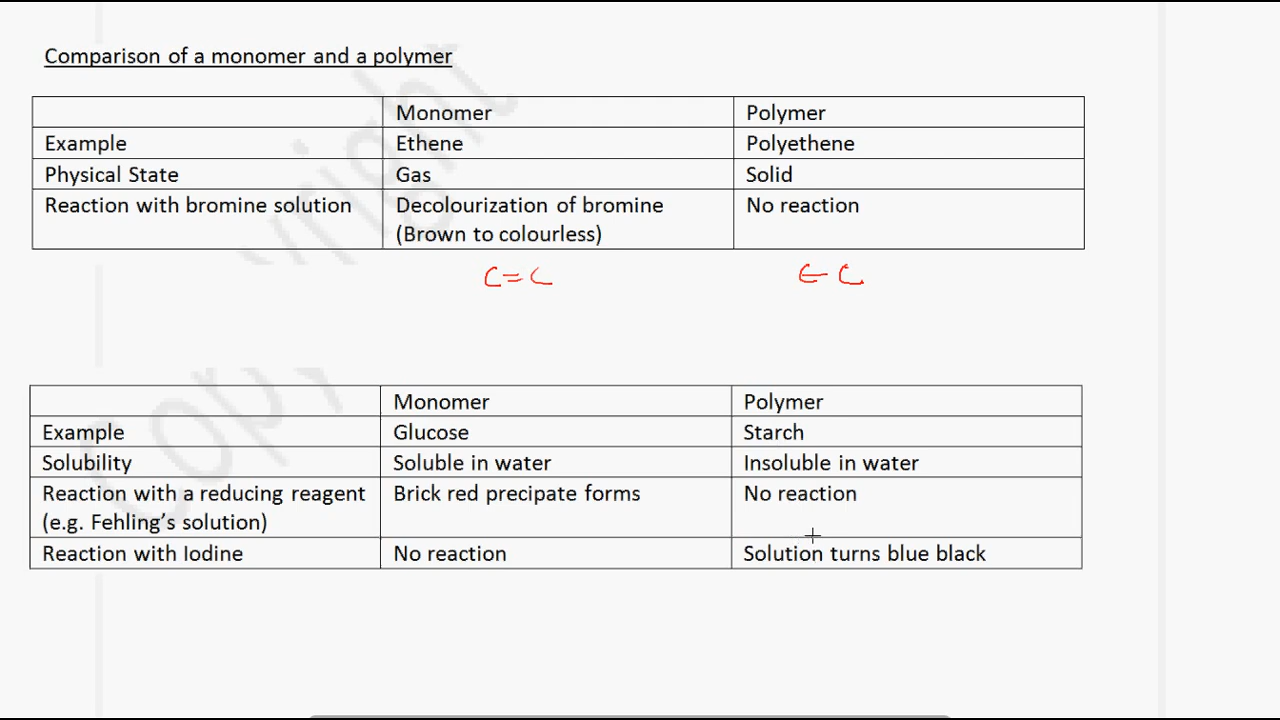 Comparison of a monomer and a polymer
Monomer Polymer
Example Ethene Polyethene
Physical State Gas Solid
Reaction with bromine solution Decolourization of bromine No reaction
(Brown to colourless)
C=C C-C
Monomer Polymer
Example Glucose Starch
Solubility Soluble in water Insoluble in water
Reaction with a reducing reagent Brick red precipate forms No reaction
(e.g. Fehling's solution)
Reaction with Iodine No reaction Solution turns blue black
Copyright